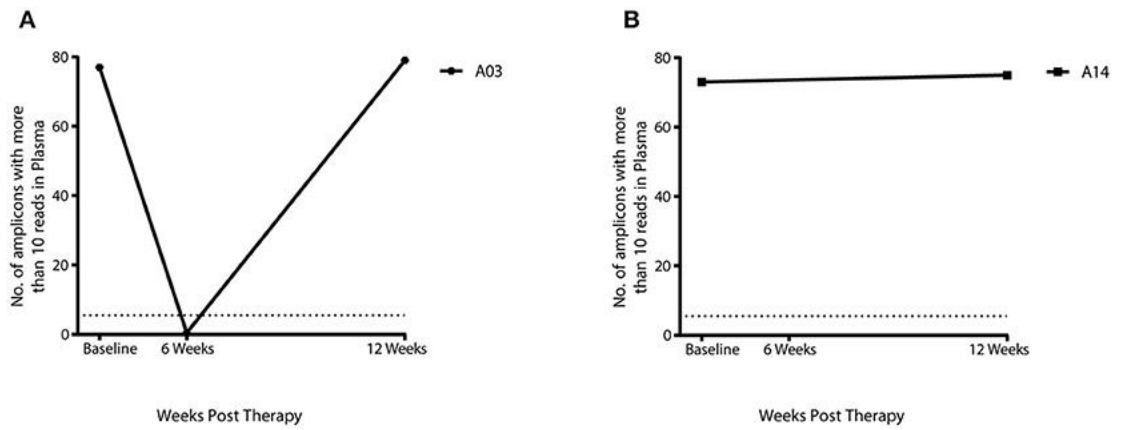 A
80
60
40
20
0
No. of amplicons with more
than 10 reads in Plasma
Baseline 6 Weeks 12 Weeks
Weeks Post Therapy
A03
B
80
60
40
20
0
No. of amplicons with more
than 10 reads in Plasma
Baseline 6 Weeks 12 Weeks
Weeks Post Therapy
A14